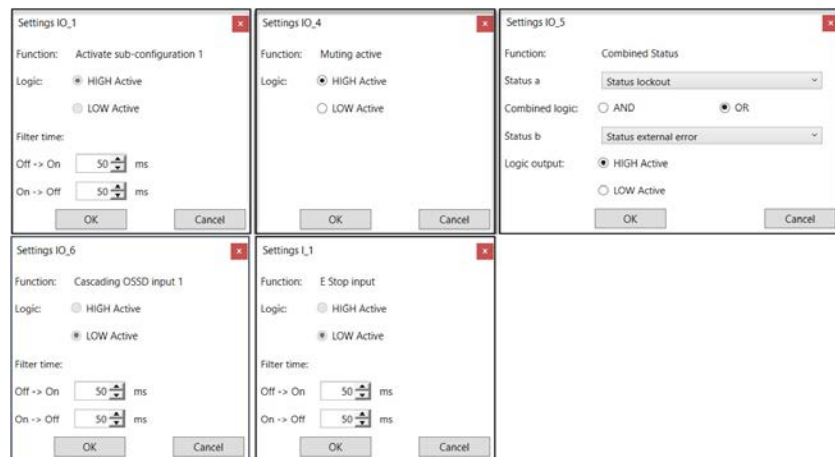 Settings IO_1
x
Function: Activate sub-configuration 1
Logic: HIGH Active
LOW Active
Filter time:
Off -> On 50 ms
On -> Off 50 ms
OK Cancel
Settings IO_4
x
Function: Muting active
Logic: HIGH Active
LOW Active
OK Cancel
Settings IO_5
x
Function: Combined Status
Status a Status lockout
Combined logic: AND OR
Status b Status external error
Logic output: HIGH Active
LOW Active
OK Cancel
Settings IO_6
x
Function: Cascading OSSD input 1
Logic: HIGH Active
LOW Active
Filter time:
Off -> On 50 ms
On -> Off 50 ms
OK Cancel
Settings I_1
x
Function: E Stop input
Logic: HIGH Active
LOW Active
Filter time:
Off -> On 50 ms
On -> Off 50 ms
OK Cancel